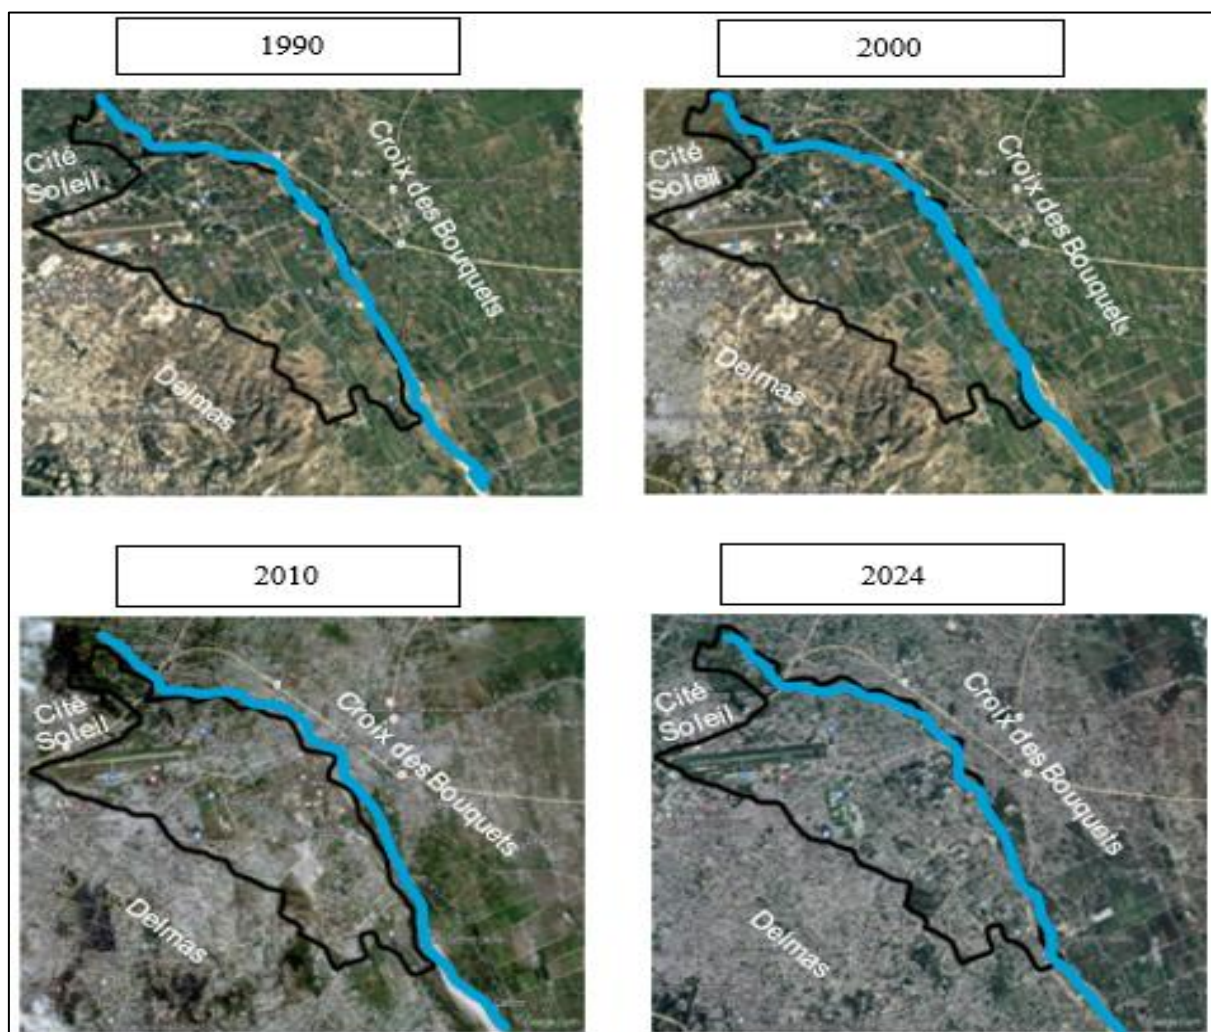 1990
2000
Cité
Soleil
Croix des Bouquets
Delmas
Cité
Soleil
Croix des Bouquets
Delmas
2010
2024
Cité
Soleil
Croix des Bouquets
Delmas
Cité
Soleil
Croix des Bouquets
Delmas